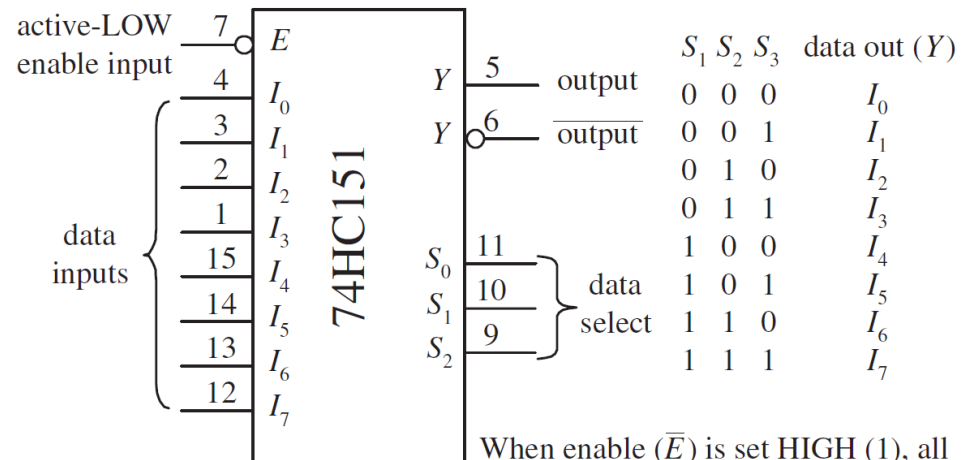 active-LOW
enable input
7
E
4
I₀
3
I₁
2
I₂
1
I₃
15
I₄
14
I₅
13
I₆
12
I₇
data
inputs
74HC151
Y 5 output
Y 6 o̅u̅t̅p̅u̅t̅
S₀ 11
S₁ 10
S₂ 9
data
select
S₁ S₂ S₃ data out (Y)
0 0 0 I₀
0 0 1 I₁
0 1 0 I₂
0 1 1 I₃
1 0 0 I₄
1 0 1 I₅
1 1 0 I₆
1 1 1 I₇
When enable (E̅) is set HIGH (1), all